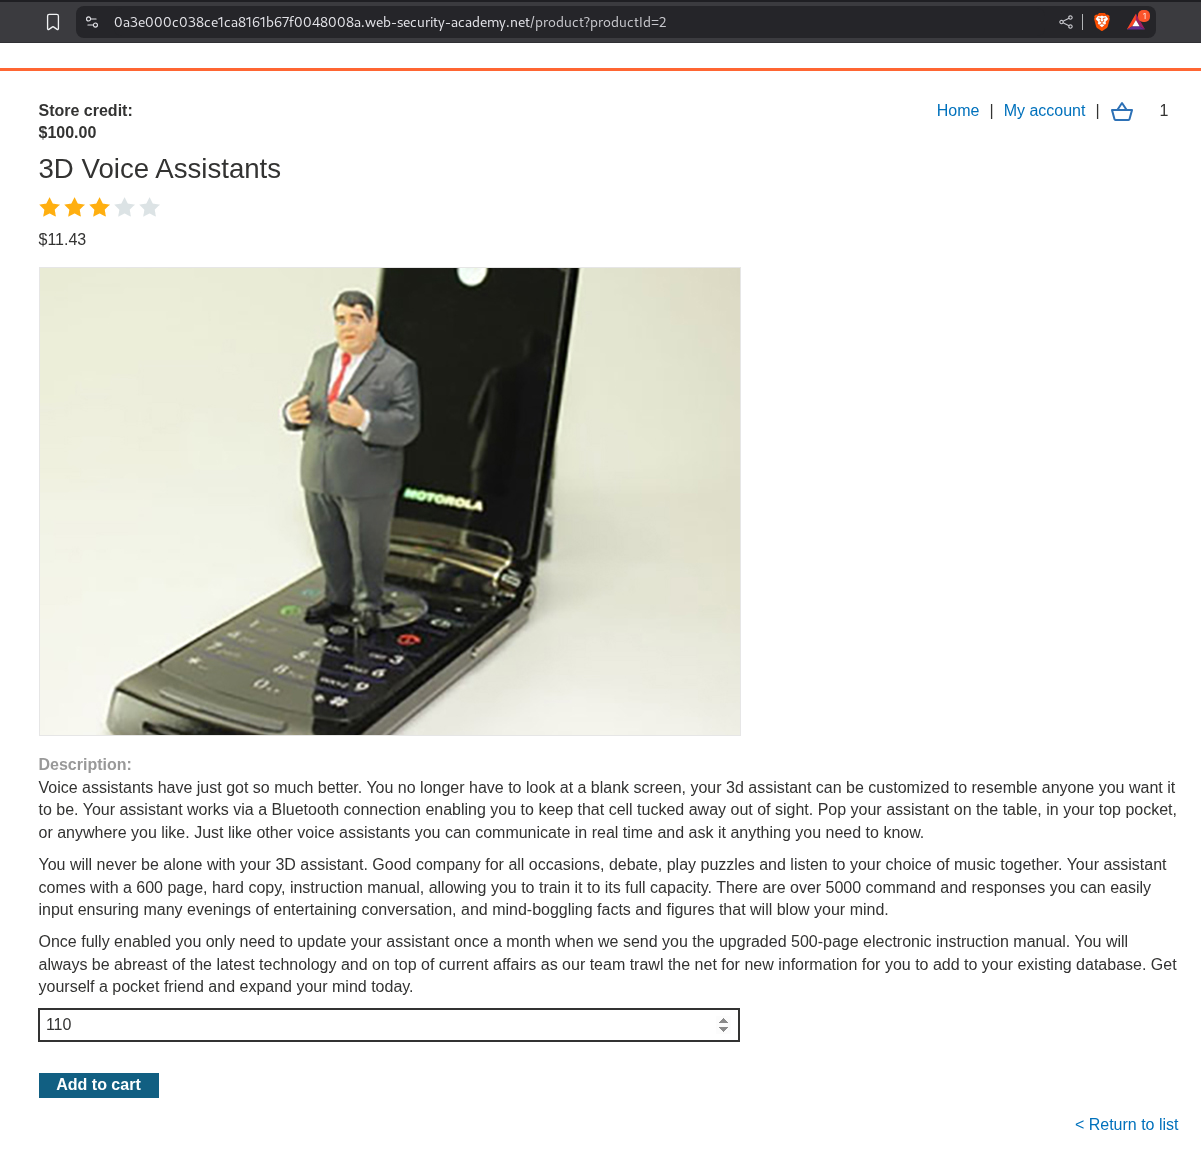 0a3e000c038ce1ca8161b67f0048008a.web-security-academy.net/product?productId=2
1
Store credit:
$100.00
Home | My account | 1
3D Voice Assistants
$11.43
MOTOROLA
Description:
Voice assistants have just got so much better. You no longer have to look at a blank screen, your 3d assistant can be customized to resemble anyone you want it
to be. Your assistant works via a Bluetooth connection enabling you to keep that cell tucked away out of sight. Pop your assistant on the table, in your top pocket,
or anywhere you like. Just like other voice assistants you can communicate in real time and ask it anything you need to know.
You will never be alone with your 3D assistant. Good company for all occasions, debate, play puzzles and listen to your choice of music together. Your assistant
comes with a 600 page, hard copy, instruction manual, allowing you to train it to its full capacity. There are over 5000 command and responses you can easily
input ensuring many evenings of entertaining conversation, and mind-boggling facts and figures that will blow your mind.
Once fully enabled you only need to update your assistant once a month when we send you the upgraded 500-page electronic instruction manual. You will
always be abreast of the latest technology and on top of current affairs as our team trawl the net for new information for you to add to your existing database. Get
yourself a pocket friend and expand your mind today.
110
Add to cart
< Return to list